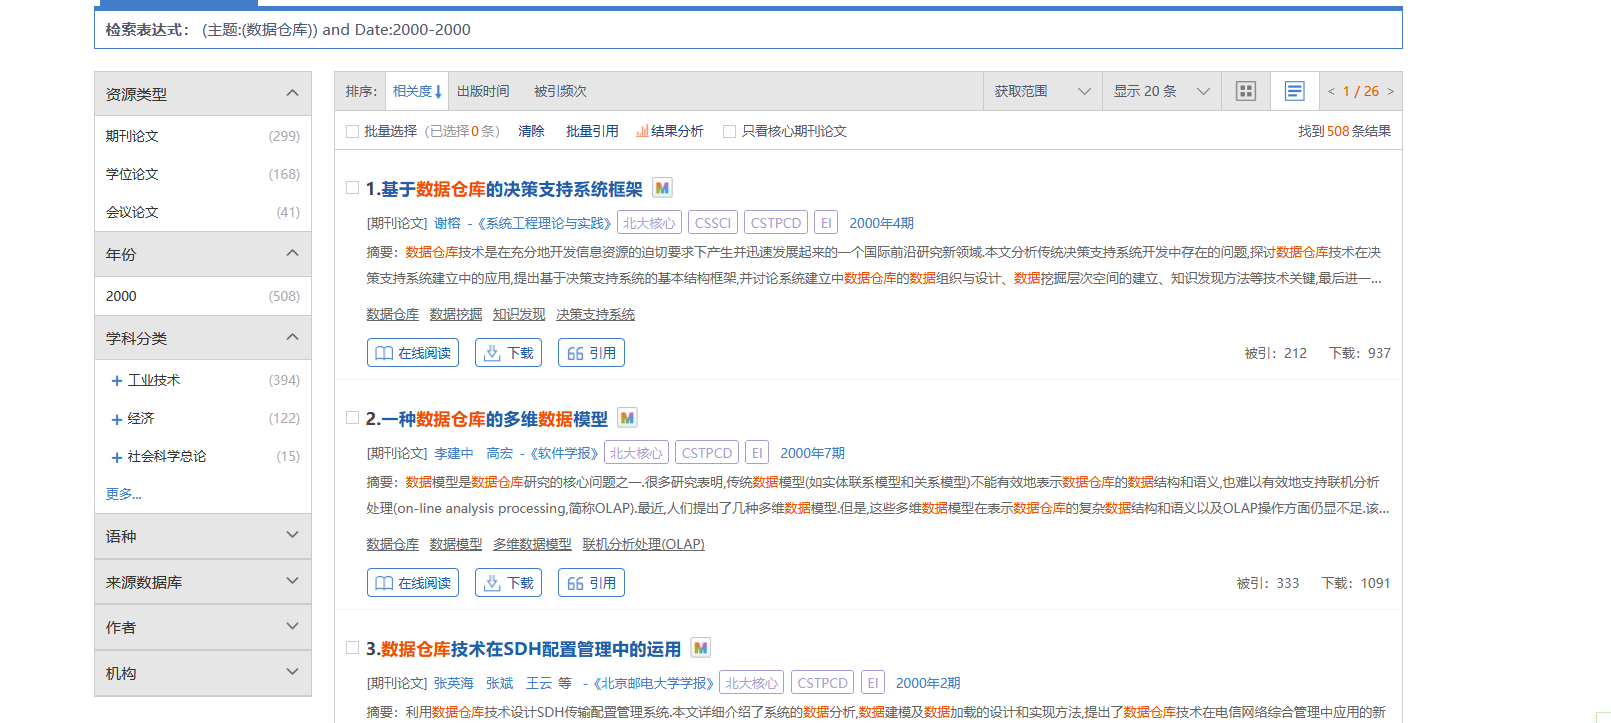 检索表达式： (主题:(数据仓库)) and Date:2000-2000
资源类型
期刊论文 (299)
学位论文 (168)
会议论文 (41)
年份
2000 (508)
学科分类
+ 工业技术 (394)
+ 经济 (122)
+ 社会科学总论 (15)
更多...
语种
来源数据库
作者
机构
排序: 相关度 出版时间 被引频次 获取范围 显示 20 条 < 1 / 26 >
批量选择 (已选择 0 条) 清除 批量引用 结果分析 只看核心期刊论文 找到 508 条结果
1.基于数据仓库的决策支持系统框架 M
[期刊论文] 谢榕 -《系统工程理论与实践》 北大核心 CSSCI CSTPCD EI 2000年4期
摘要：数据仓库技术是在充分地开发信息资源的迫切要求下产生并迅速发展起来的一个国际前沿研究新领域.本文分析传统决策支持系统开发中存在的问题,探讨数据仓库技术在决
策支持系统建立中的应用,提出基于决策支持系统的基本结构框架,并讨论系统建立中数据仓库的数据组织与设计、数据挖掘层次空间的建立、知识发现方法等技术关键,最后进一...
数据仓库 数据挖掘 知识发现 决策支持系统
在线阅读 下载 引用 被引：212 下载：937
2.一种数据仓库的多维数据模型 M
[期刊论文] 李建中 高宏 -《软件学报》 北大核心 CSTPCD EI 2000年7期
摘要：数据模型是数据仓库研究的核心问题之一.很多研究表明,传统数据模型(如实体联系模型和关系模型)不能有效地表示数据仓库的数据结构和语义,也难以有效地支持联机分析
处理(on-line analysis processing,简称OLAP).最近,人们提出了几种多维数据模型.但是,这些多维数据模型在表示数据仓库的复杂数据结构和语义以及OLAP操作方面仍显不足.该...
数据仓库 数据模型 多维数据模型 联机分析处理(OLAP)
在线阅读 下载 引用 被引：333 下载：1091
3.数据仓库技术在SDH配置管理中的运用 M
[期刊论文] 张英海 张斌 王云 等 -《北京邮电大学学报》 北大核心 CSTPCD EI 2000年2期
摘要：利用数据仓库技术设计SDH传输配置管理系统.本文详细介绍了系统的数据分析,数据建模及数据加载的设计和实现方法,提出了数据仓库技术在电信网络综合管理中应用的新